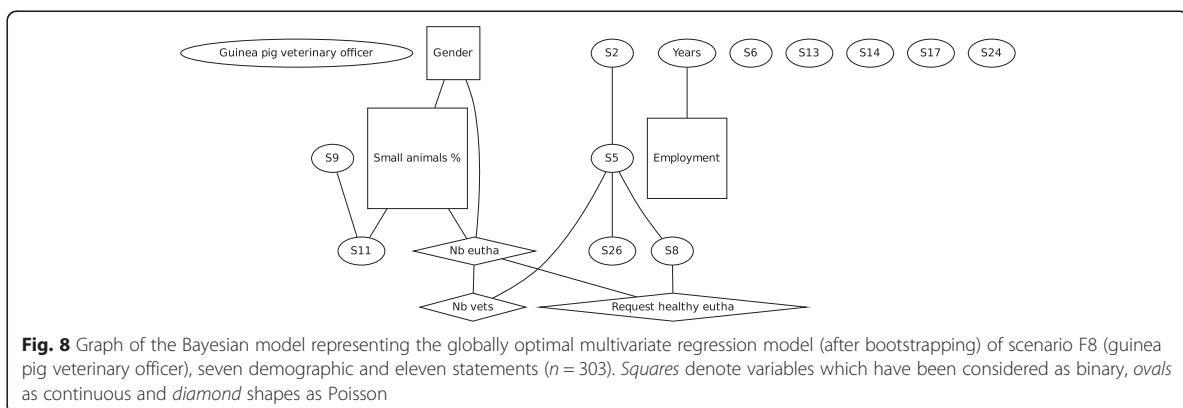 Guinea pig veterinary officer
Gender
S2
Years
S6
S13
S14
S17
S24
S9
Small animals %
S5
Employment
S11
Nb eutha
S26
S8
Nb vets
Request healthy eutha
Fig. 8 Graph of the Bayesian model representing the globally optimal multivariate regression model (after bootstrapping) of scenario F8 (guinea
pig veterinary officer), seven demographic and eleven statements (n = 303). Squares denote variables which have been considered as binary, ovals
as continuous and diamond shapes as Poisson